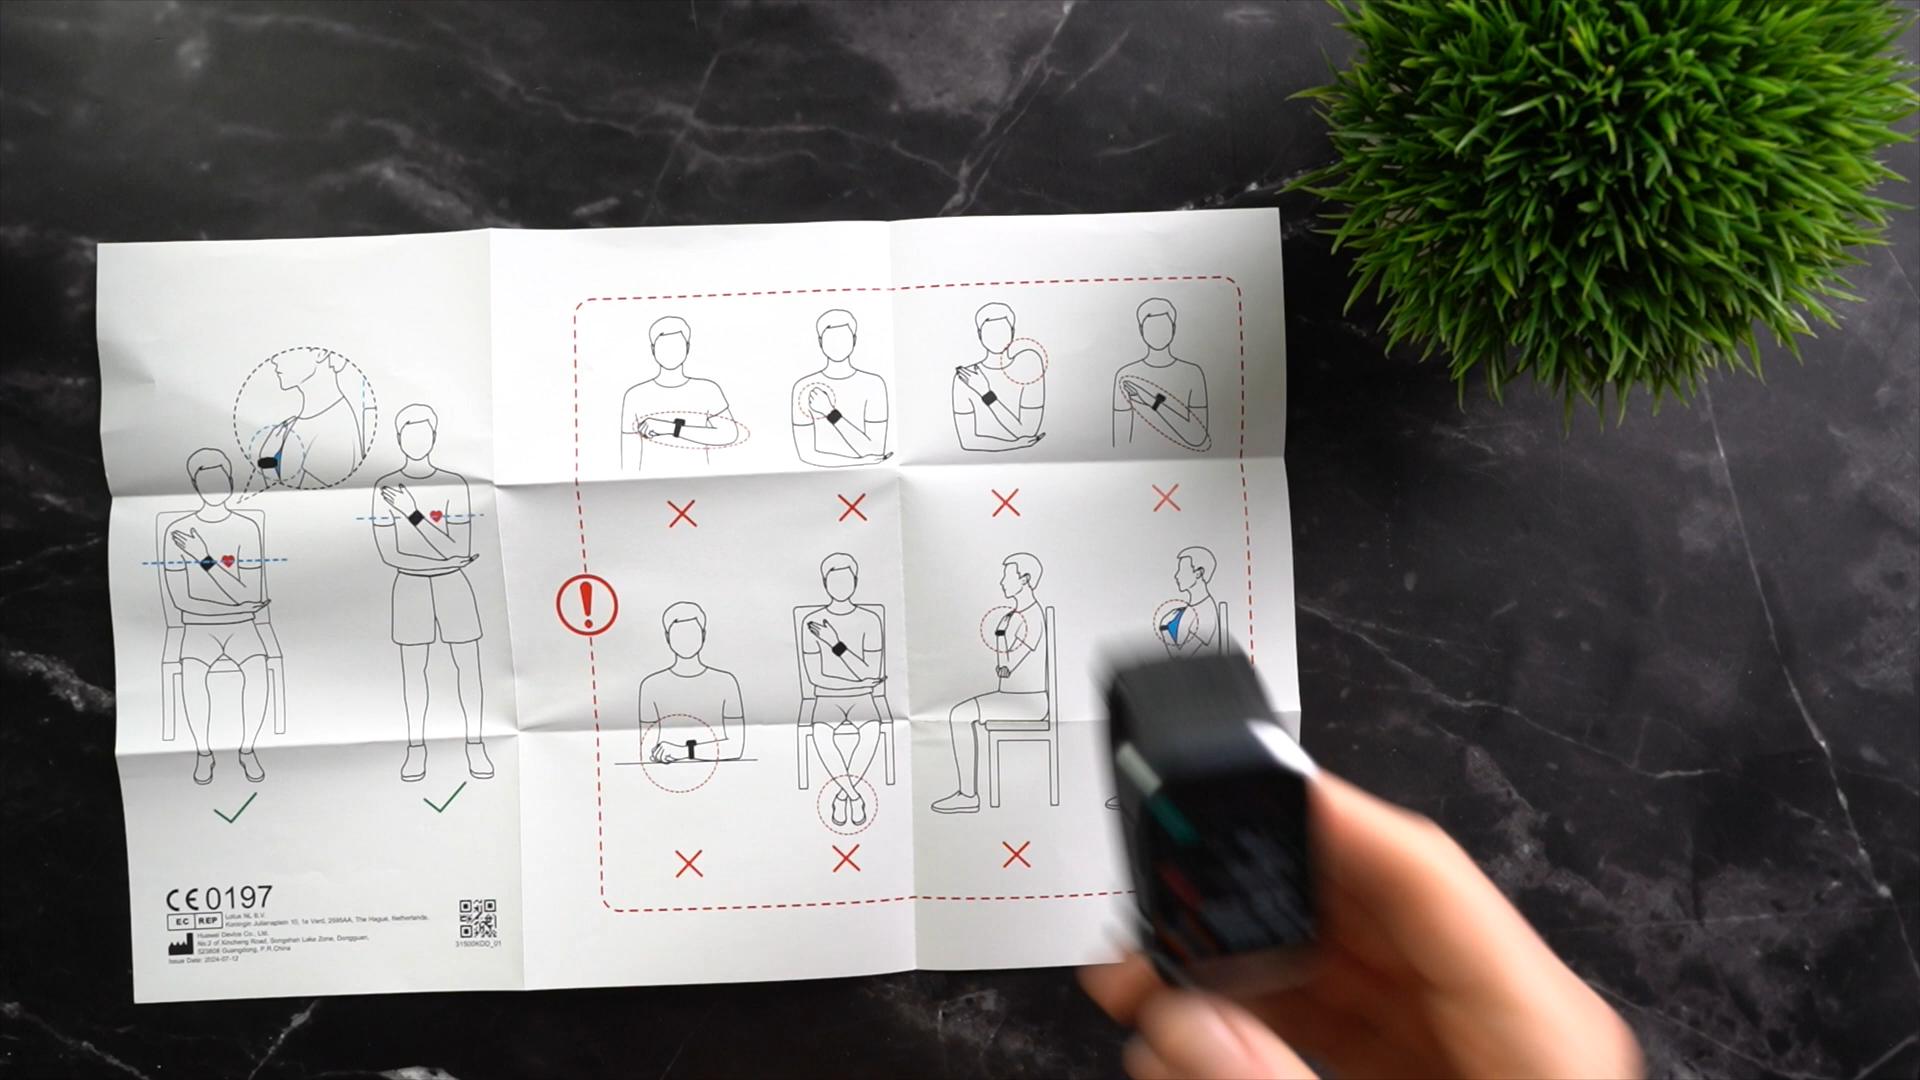 CE0197
EC REP
Lotus NL B.V.
Koningin Julianaplein 10, 1e Verd, 2595AA, The Hague, Netherlands.
Huawei Device Co., Ltd.
No.2 of Xincheng Road, Songshan Lake Zone, Dongguan,
523808 Guangdong, P.R.China
Issue Date: 2024-07-12
31500KDD_01